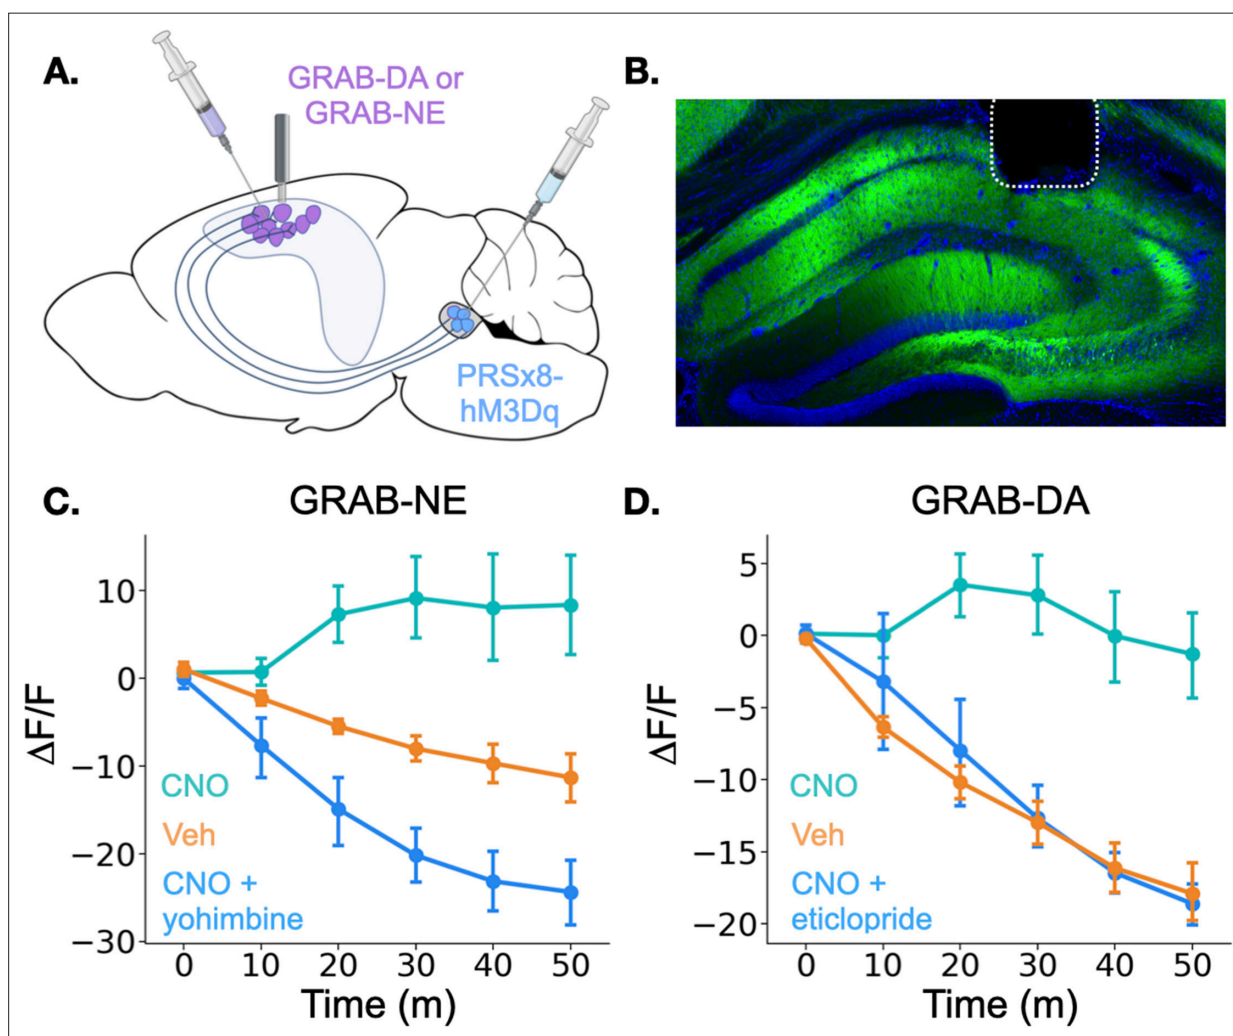 A.
GRAB-DA or
GRAB-NE
PRSx8-
hM3Dq
B.
C.
GRAB-NE
ΔF/F
10
0
−10
−20
−30
CNO
Veh
CNO +
yohimbine
0 10 20 30 40 50
Time (m)
D.
GRAB-DA
ΔF/F
5
0
−5
−10
−15
−20
CNO
Veh
CNO +
eticlopride
0 10 20 30 40 50
Time (m)